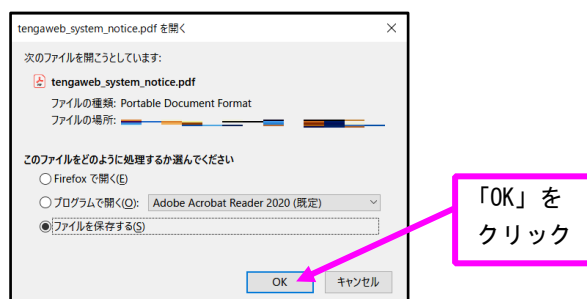 tengaweb_system_notice.pdf を開く
次のファイルを開こうとしています:
tengaweb_system_notice.pdf
ファイルの種類: Portable Document Format
ファイルの場所:
このファイルをどのように処理するか選んでください
Firefox で開く(E)
プログラムで開く(O): Adobe Acrobat Reader 2020 (既定)
ファイルを保存する(S)
OK キャンセル
「OK」を
クリック